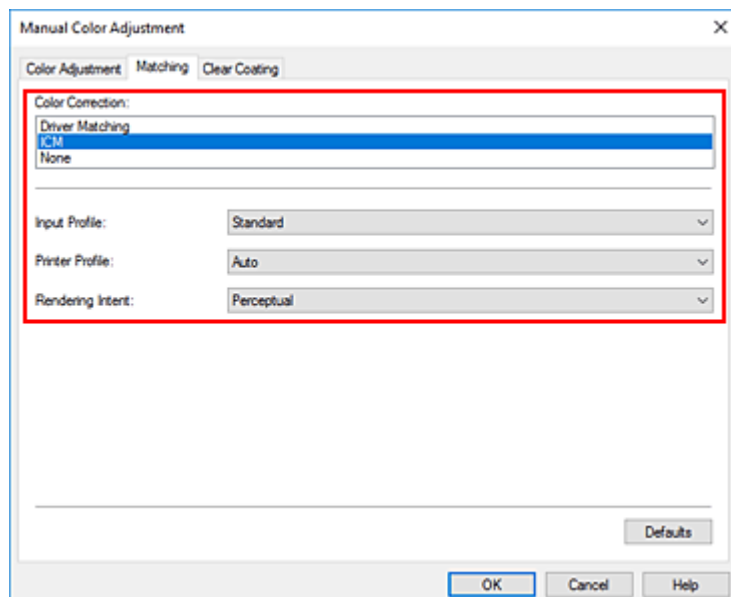 Manual Color Adjustment
Color Adjustment Matching Clear Coating
Color Correction:
Driver Matching
ICM
None
Input Profile: Standard
Printer Profile: Auto
Rendering Intent: Perceptual
Defaults
OK Cancel Help